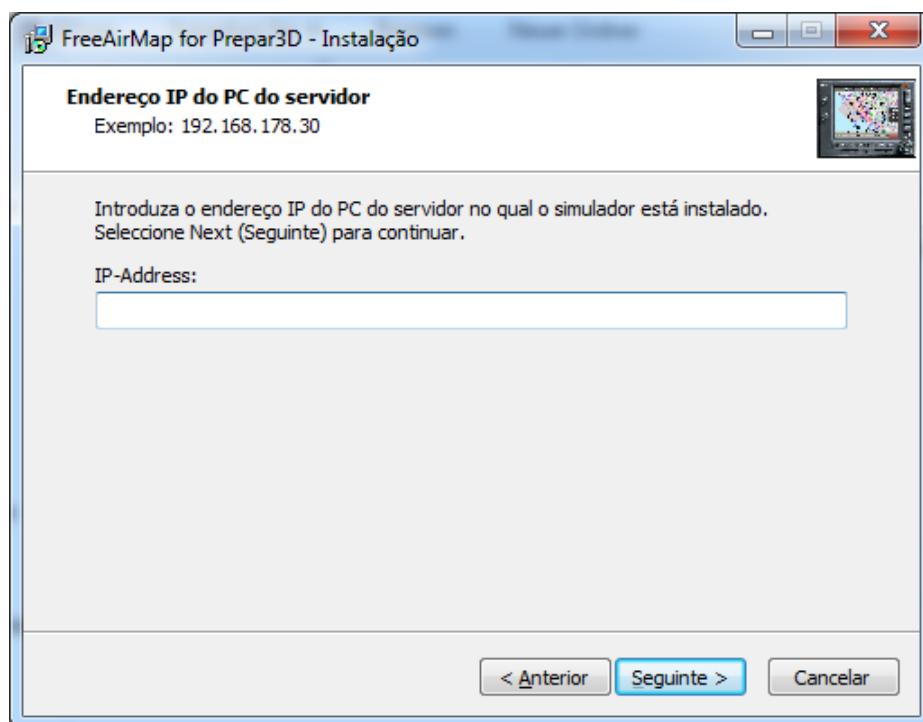 FreeAirMap for Prepar3D - Instalação
Endereço IP do PC do servidor
Exemplo: 192.168.178.30
Introduza o endereço IP do PC do servidor no qual o simulador está instalado.
Seleccione Next (Seguinte) para continuar.
IP-Address:
< Anterior
Seguinte >
Cancelar